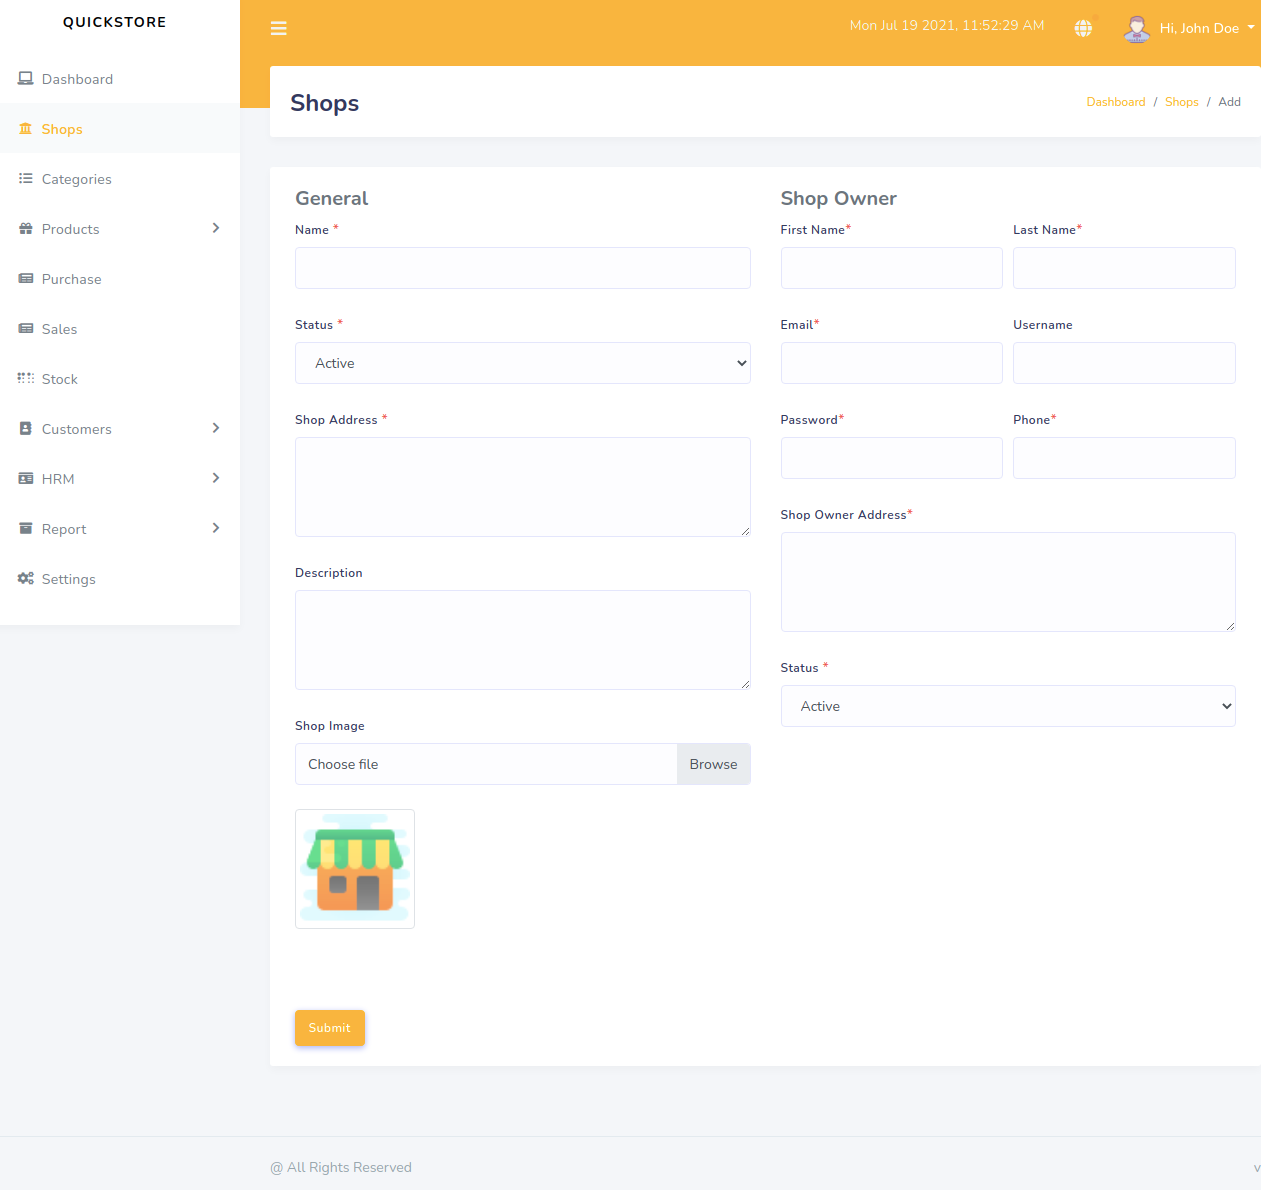 QUICKSTORE
Mon Jul 19 2021, 11:52:29 AM
Hi, John Doe
Dashboard
Shops
Categories
Products
Purchase
Sales
Stock
Customers
HRM
Report
Settings
Shops
Dashboard / Shops / Add
General
Name *
Status *
Active
Shop Address *
Description
Shop Image
Choose file Browse
Submit
Shop Owner
First Name* Last Name*
Email* Username
Password* Phone*
Shop Owner Address*
Status *
Active
@ All Rights Reserved
v